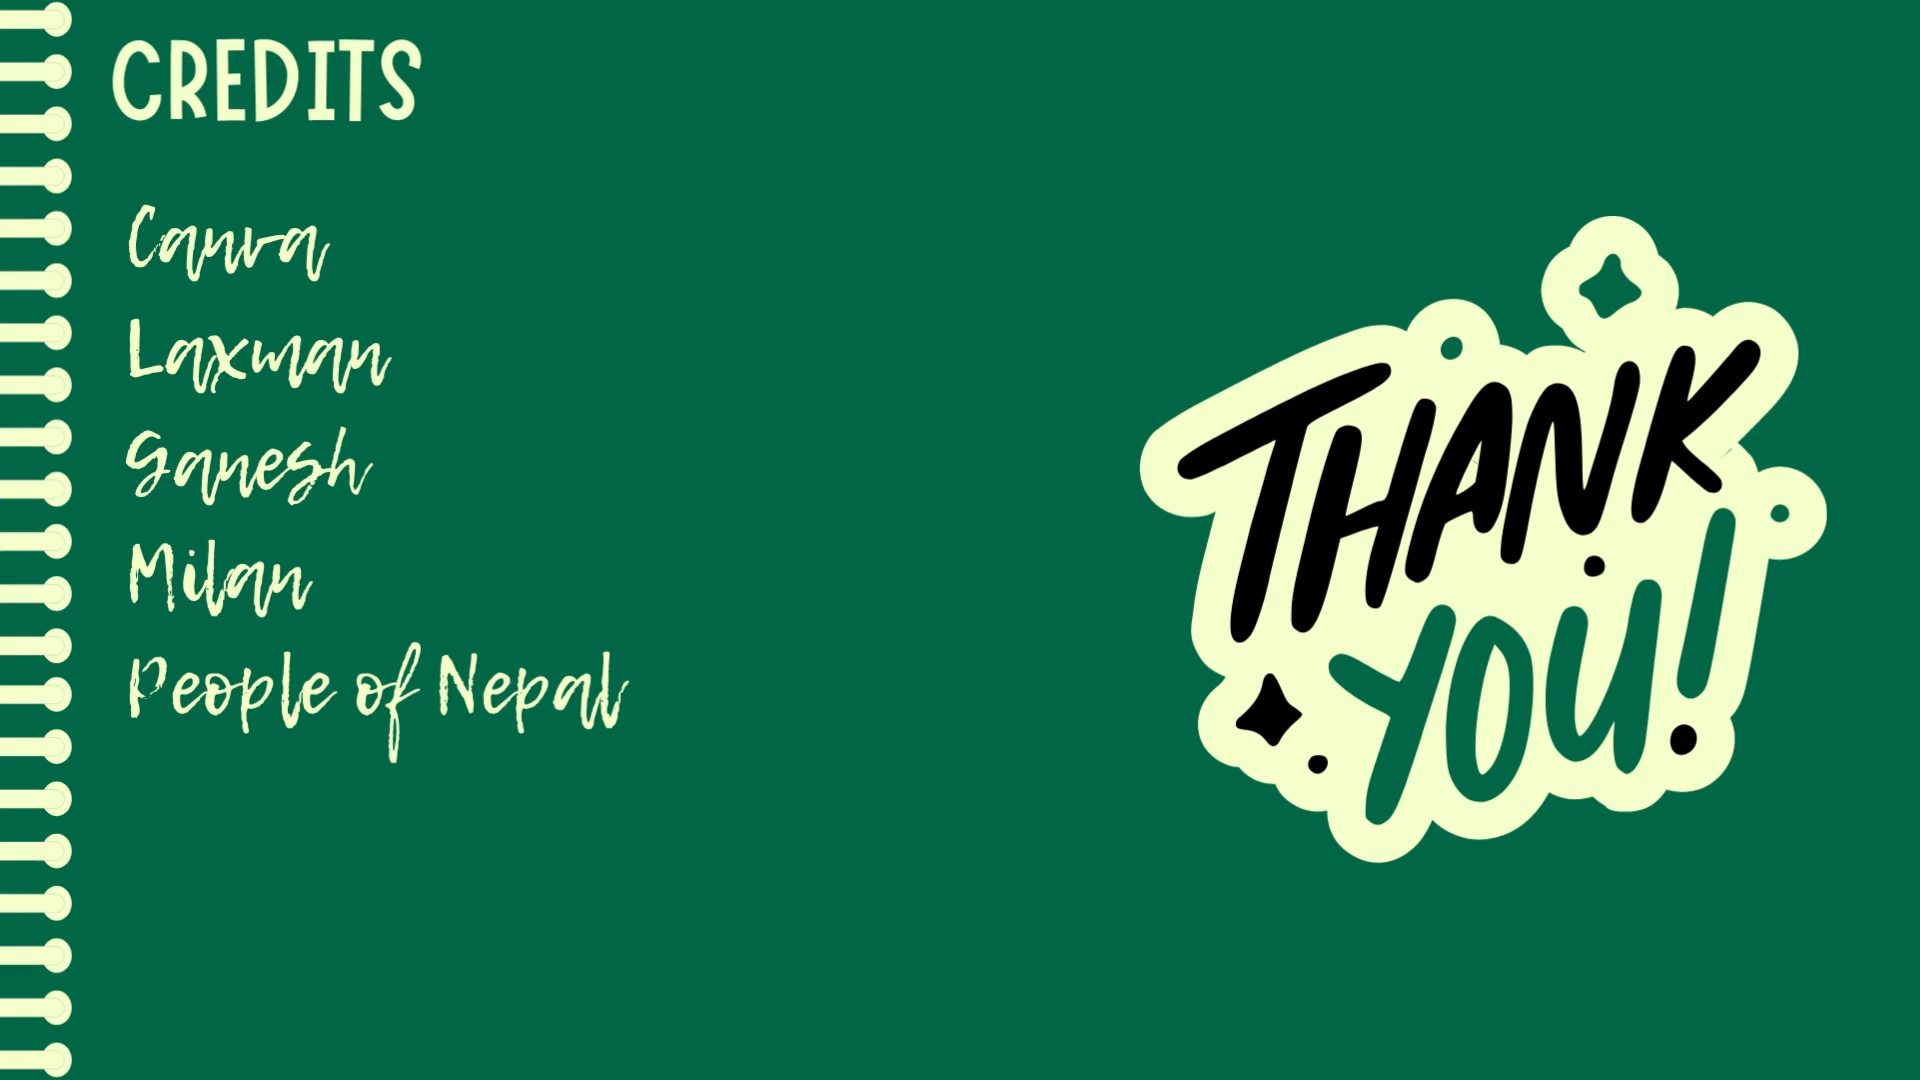 CREDITS
Canva
Laxman
Ganesh
Milan
People of Nepal
THANK
YOU!